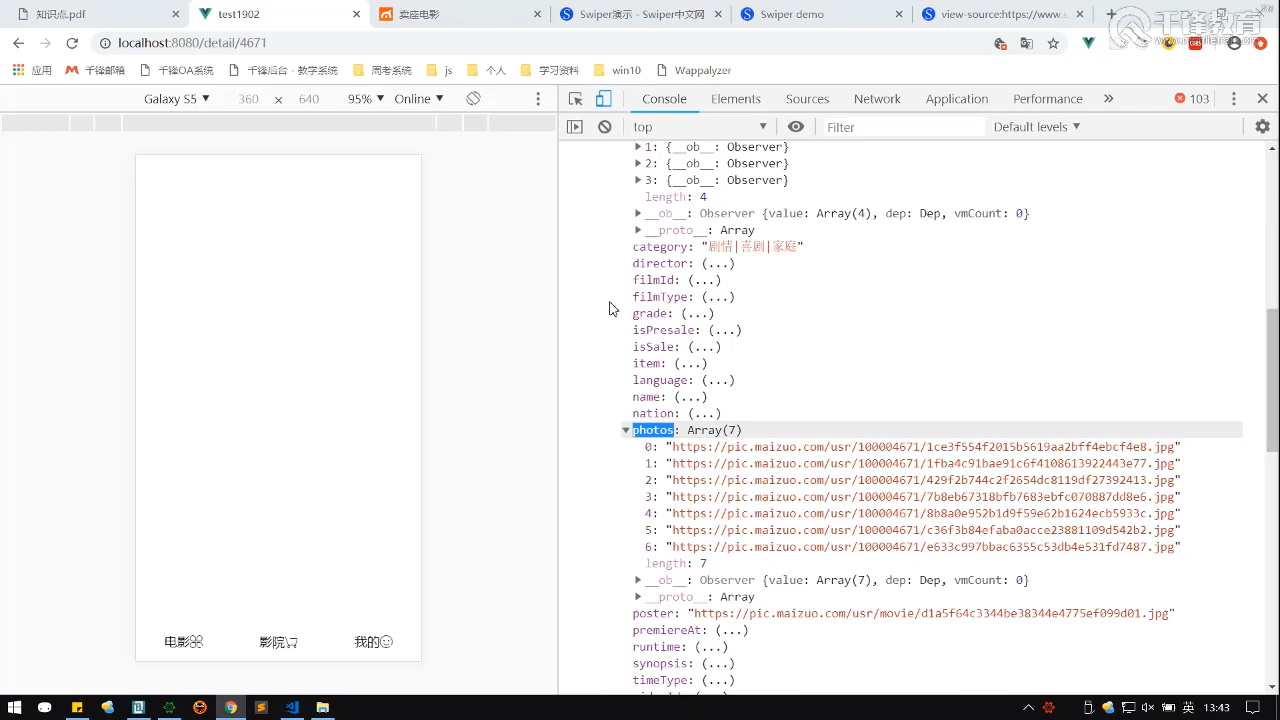 知识点.pdf
test1902
卖座电影
Swiper演示 - Swiper中文网
Swiper demo
view-source:https://www.s
千锋教育
localhost:8080/detail/4671
应用
千锋邮箱
千锋OA系统
千锋后台 - 教学系统
周考系统
js
个人
学习资料
win10
Wappalyzer
Galaxy S5 ▼ 360 × 640 95% ▼ Online ▼
Console Elements Sources Network Application Performance » 103
top ▼ Filter Default levels ▼
1: {__ob__: Observer}
2: {__ob__: Observer}
3: {__ob__: Observer}
length: 4
__ob__: Observer {value: Array(4), dep: Dep, vmCount: 0}
__proto__: Array
category: "剧情|喜剧|家庭"
director: (...)
filmId: (...)
filmType: (...)
grade: (...)
isPresale: (...)
isSale: (...)
item: (...)
language: (...)
name: (...)
nation: (...)
photos: Array(7)
0: "https://pic.maizuo.com/usr/100004671/1ce3f554f2015b5619aa2bff4ebcf4e8.jpg"
1: "https://pic.maizuo.com/usr/100004671/1fba4c91bae91c6f4108613922443e77.jpg"
2: "https://pic.maizuo.com/usr/100004671/429f2b744c2f2654dc8119df27392413.jpg"
3: "https://pic.maizuo.com/usr/100004671/7b8eb67318bfb7683ebfc070887dd8e6.jpg"
4: "https://pic.maizuo.com/usr/100004671/8b8a0e952b1d9f59e62b1624ecb5933c.jpg"
5: "https://pic.maizuo.com/usr/100004671/c36f3b84efaba0acce23881109d542b2.jpg"
6: "https://pic.maizuo.com/usr/100004671/e633c997bbac6355c53db4e531fd7487.jpg"
length: 7
__ob__: Observer {value: Array(7), dep: Dep, vmCount: 0}
__proto__: Array
poster: "https://pic.maizuo.com/usr/movie/d1a5f64c3344be38344e4775ef099d01.jpg"
premiereAt: (...)
runtime: (...)
synopsis: (...)
timeType: (...)
电影 影院 我的
英 13:43